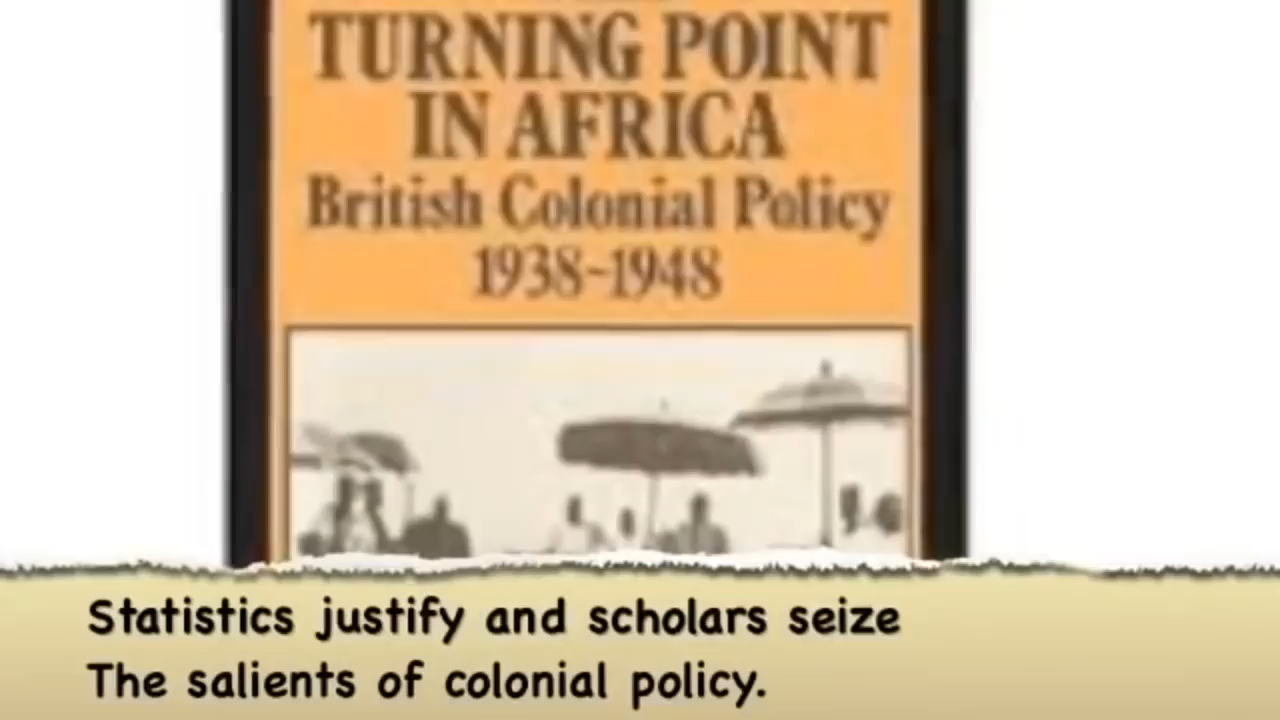 TURNING POINT
IN AFRICA
British Colonial Policy
1938-1948
Statistics justify and scholars seize
The salients of colonial policy.